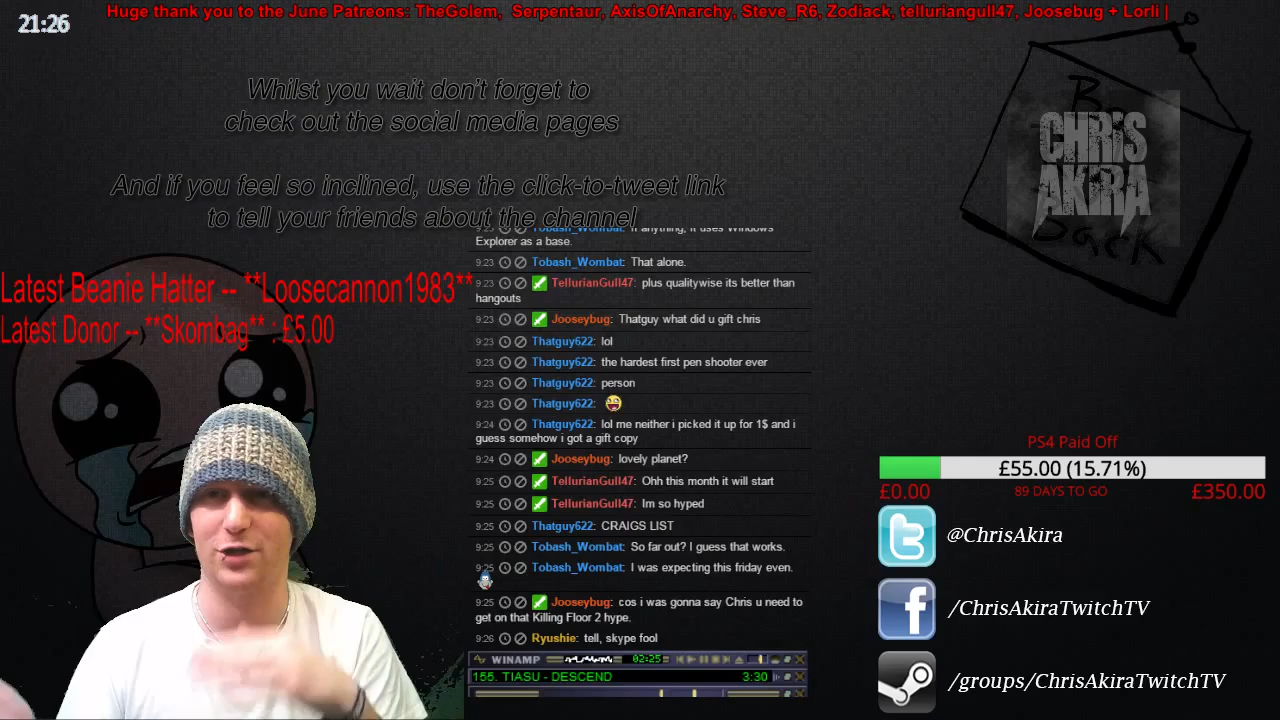 Huge thank you to the June Patreons: TheGolem, Serpentaur, AxisOfAnarchy, Steve_R6, Zodiack, telluriangull47, Joosebug + Lorli |
21:26
Whilst you wait don't forget to
check out the social media pages
And if you feel so inclined, use the click-to-tweet link
to tell your friends about the channel
CHRIS
AKIRA
Back
Latest Beanie Hatter -- **Loosecannon1983**
Latest Donor -- **Skombag** : £5.00
9:23 Tobash_Wombat: If anything, it uses Windows
Explorer as a base.
9:23 Tobash_Wombat: That alone.
9:23 TellurianGull47: plus qualitywise its better than
hangouts
9:23 Jooseybug: Thatguy what did u gift chris
9:23 Thatguy622: lol
9:23 Thatguy622: the hardest first pen shooter ever
9:23 Thatguy622: person
9:23 Thatguy622:
9:24 Thatguy622: lol me neither i picked it up for 1$ and i
guess somehow i got a gift copy
9:24 Jooseybug: lovely planet?
9:25 TellurianGull47: Ohh this month it will start
9:25 TellurianGull47: Im so hyped
9:25 Thatguy622: CRAIGS LIST
9:25 Tobash_Wombat: So far out? I guess that works.
9:25 Tobash_Wombat: I was expecting this friday even.
9:25 Jooseybug: cos i was gonna say Chris u need to
get on that Killing Floor 2 hype.
9:26 Ryushie: tell, skype fool
WINAMP 02:25
155. TIASU - DESCEND 3:30
PS4 Paid Off
£55.00 (15.71%)
£0.00 89 DAYS TO GO £350.00
@ChrisAkira
/ChrisAkiraTwitchTV
/groups/ChrisAkiraTwitchTV